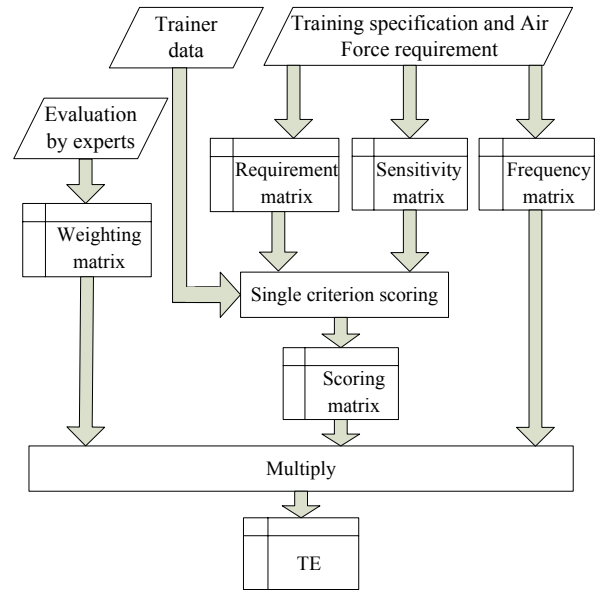 Trainer
data
Training specification and Air
Force requirement
Evaluation
by experts
Requirement
matrix
Sensitivity
matrix
Frequency
matrix
Weighting
matrix
Single criterion scoring
Scoring
matrix
Multiply
TE